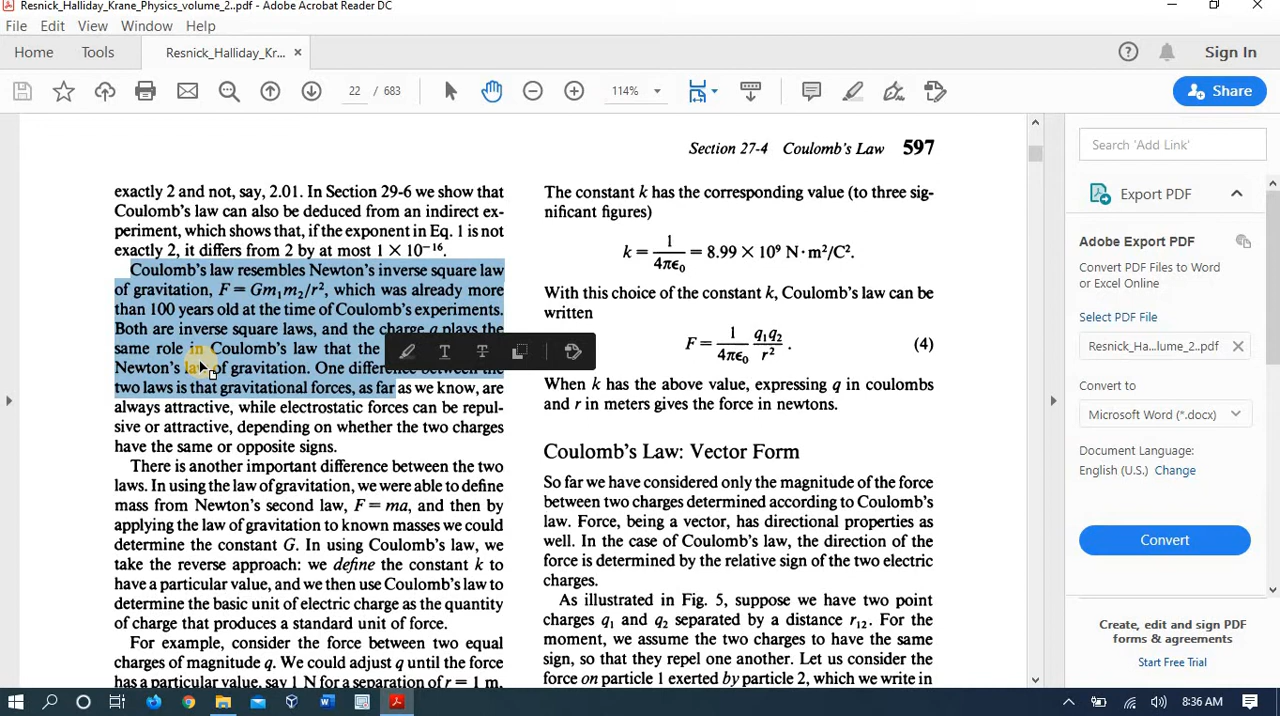 Resnick_Halliday_Krane_Physics_volume_2..pdf - Adobe Acrobat Reader DC
File Edit View Window Help
Home Tools Resnick_Halliday_Kr... × Sign In
22 / 683 114% Share
Section 27-4 Coulomb's Law 597
exactly 2 and not, say, 2.01. In Section 29-6 we show that
Coulomb's law can also be deduced from an indirect ex-
periment, which shows that, if the exponent in Eq. 1 is not
exactly 2, it differs from 2 by at most 1 × 10⁻¹⁶.
Coulomb's law resembles Newton's inverse square law
of gravitation, F = Gm₁m₂/r², which was already more
than 100 years old at the time of Coulomb's experiments.
Both are inverse square laws, and the charge q plays the
same role in Coulomb's law that the
Newton's law of gravitation. One difference between the
two laws is that gravitational forces, as far as we know, are
always attractive, while electrostatic forces can be repul-
sive or attractive, depending on whether the two charges
have the same or opposite signs.
There is another important difference between the two
laws. In using the law of gravitation, we were able to define
mass from Newton's second law, F = ma, and then by
applying the law of gravitation to known masses we could
determine the constant G. In using Coulomb's law, we
take the reverse approach: we define the constant k to
have a particular value, and we then use Coulomb's law to
determine the basic unit of electric charge as the quantity
of charge that produces a standard unit of force.
For example, consider the force between two equal
charges of magnitude q. We could adjust q until the force
has a particular value, say 1 N for a separation of r = 1 m,
The constant k has the corresponding value (to three sig-
nificant figures)
k = 1/4πϵ₀ = 8.99 × 10⁹ N·m²/C².
With this choice of the constant k, Coulomb's law can be
written
F = 1/4πϵ₀ q₁q₂/r² . (4)
When k has the above value, expressing q in coulombs
and r in meters gives the force in newtons.
Coulomb's Law: Vector Form
So far we have considered only the magnitude of the force
between two charges determined according to Coulomb's
law. Force, being a vector, has directional properties as
well. In the case of Coulomb's law, the direction of the
force is determined by the relative sign of the two electric
charges.
As illustrated in Fig. 5, suppose we have two point
charges q₁ and q₂ separated by a distance r₁₂. For the
moment, we assume the two charges to have the same
sign, so that they repel one another. Let us consider the
force on particle 1 exerted by particle 2, which we write in
Search 'Add Link'
Export PDF
Adobe Export PDF
Convert PDF Files to Word
or Excel Online
Select PDF File
Resnick_Ha...lume_2..pdf ×
Convert to
Microsoft Word (*.docx)
Document Language:
English (U.S.) Change
Convert
Create, edit and sign PDF
forms & agreements
Start Free Trial
8:36 AM